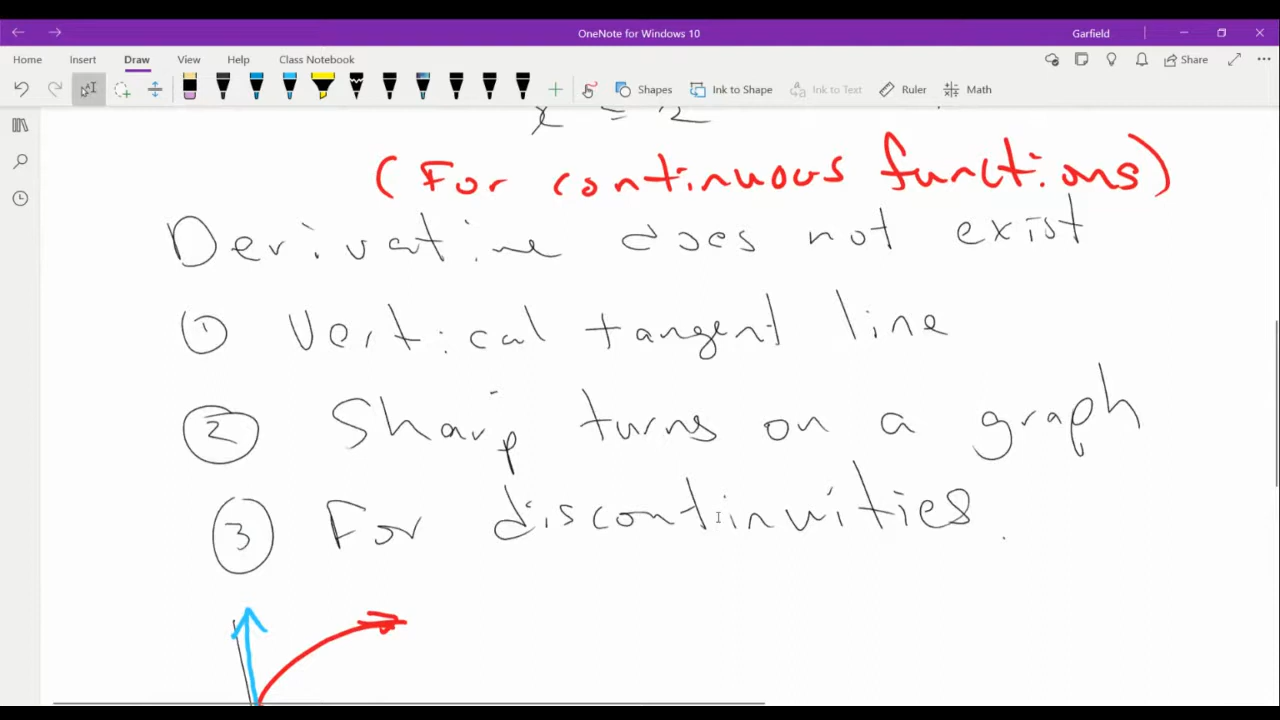 OneNote for Windows 10
Garfield
Home Insert Draw View Help Class Notebook
Share
Shapes Ink to Shape Ink to Text Ruler Math
(For continuous functions)
Derivative does not exist
① Vertical tangent line
② Sharp turns on a graph
③ For discontinuities.